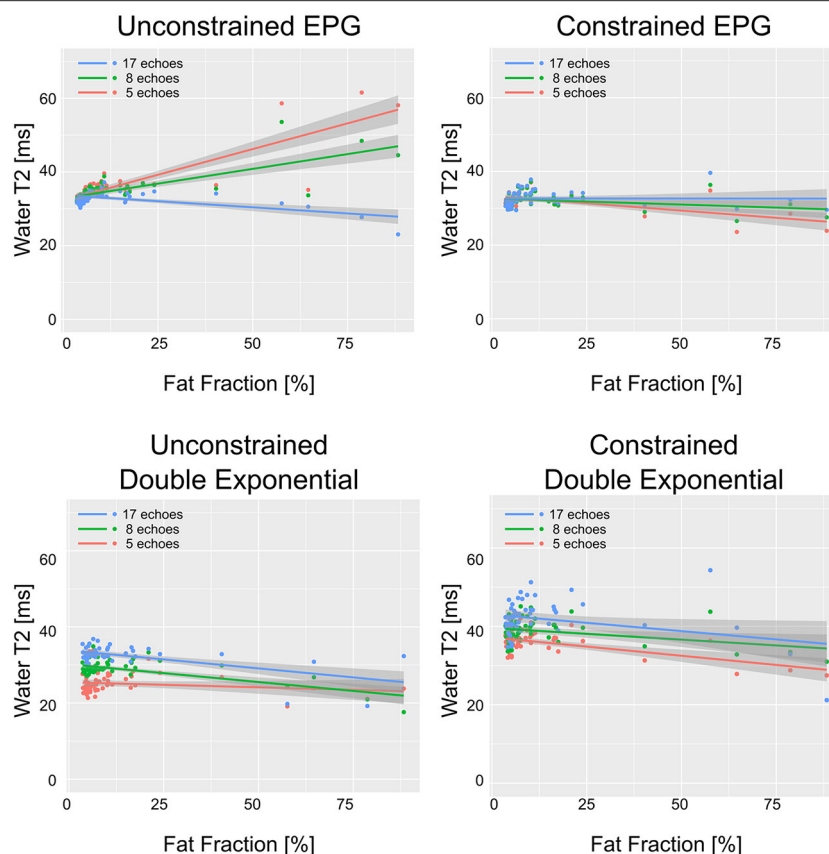 Unconstrained EPG
17 echoes
8 echoes
5 echoes
60
40
20
0
Water T2 [ms]
0 25 50 75
Fat Fraction [%]
Constrained EPG
17 echoes
8 echoes
5 echoes
60
40
20
0
Water T2 [ms]
0 25 50 75
Fat Fraction [%]
Unconstrained
Double Exponential
17 echoes
8 echoes
5 echoes
60
40
20
0
Water T2 [ms]
0 25 50 75
Fat Fraction [%]
Constrained
Double Exponential
17 echoes
8 echoes
5 echoes
60
40
20
0
Water T2 [ms]
0 25 50 75
Fat Fraction [%]